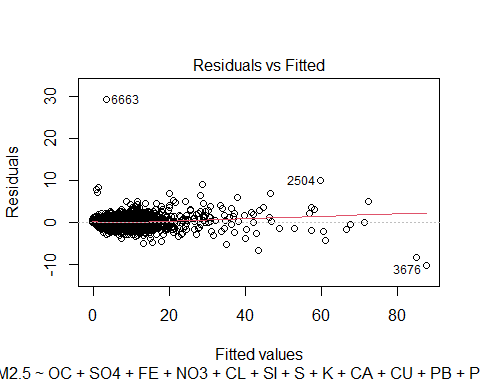 Residuals vs Fitted
30
20
10
0
-10
Residuals
6663
2504
3676
0 20 40 60 80
Fitted values
M2.5 ~ OC + SO4 + FE + NO3 + CL + SI + S + K + CA + CU + PB + P